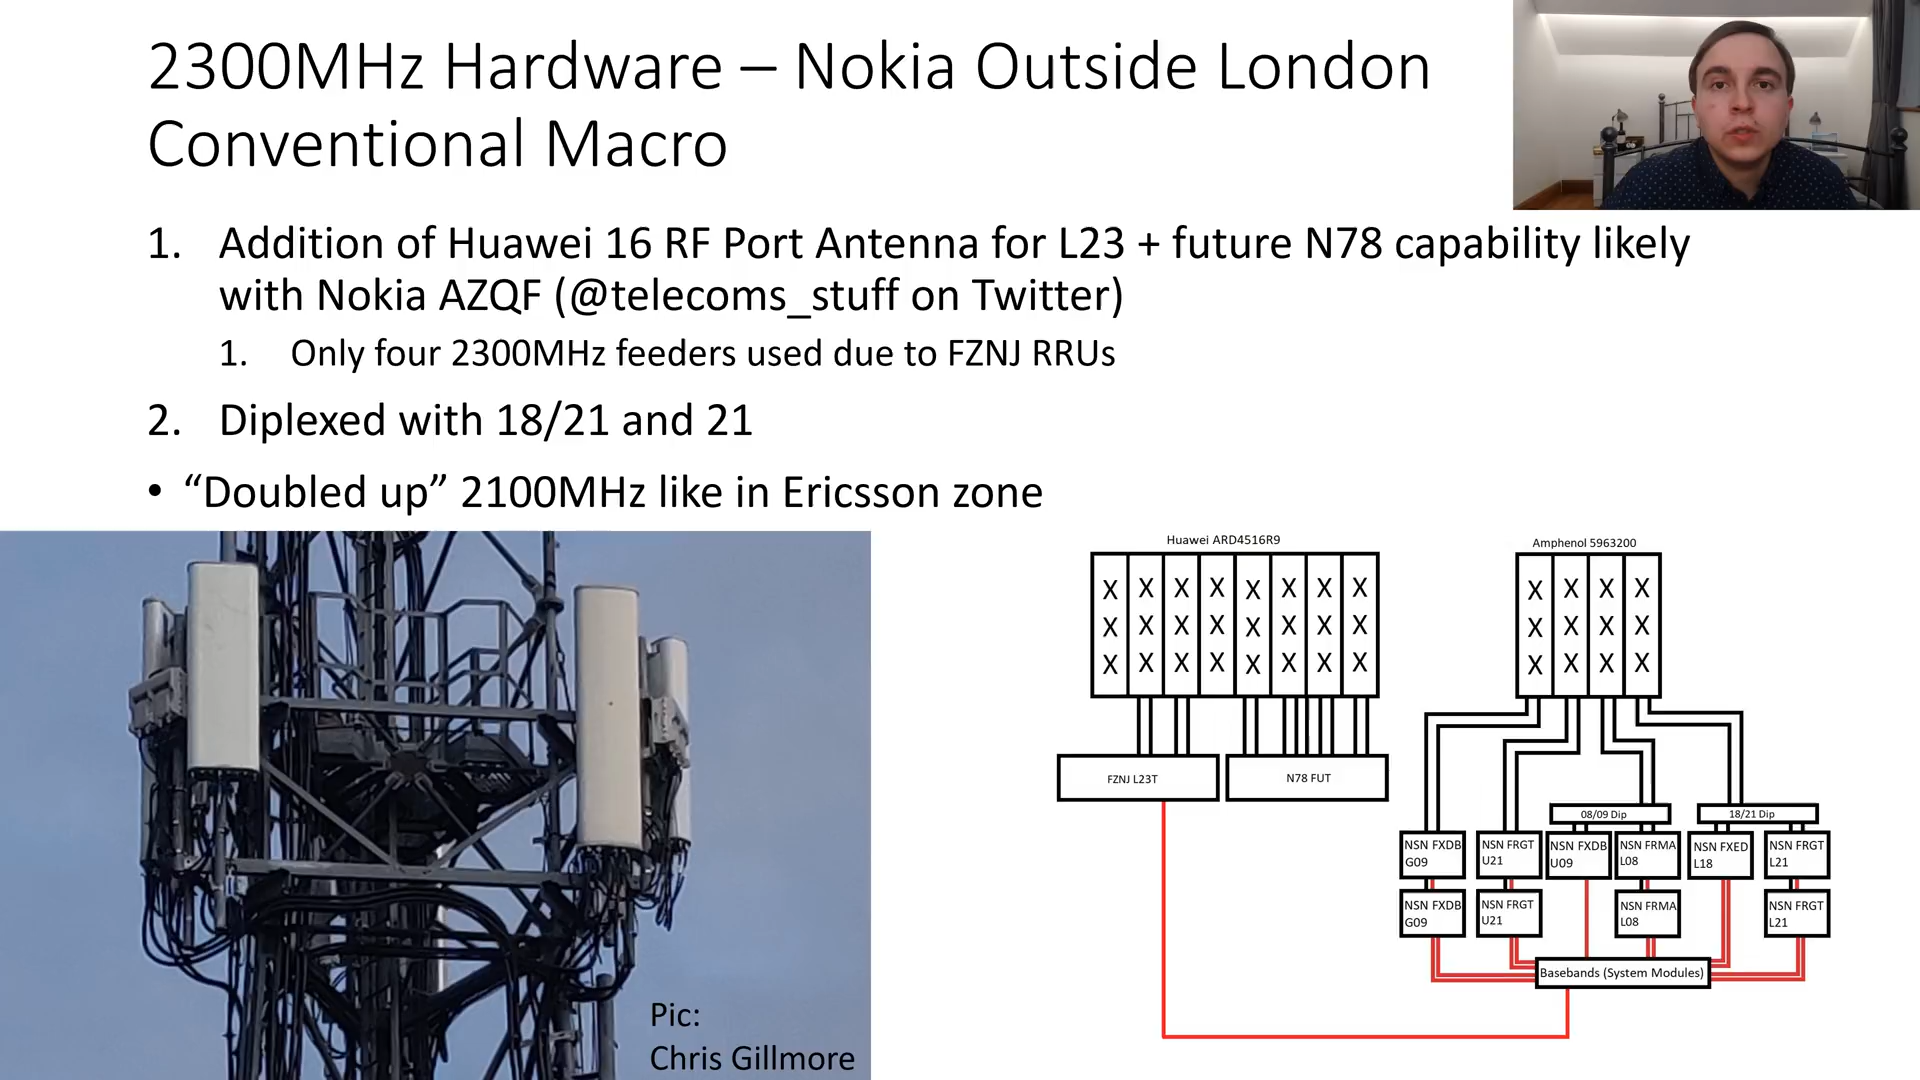 2300MHz Hardware – Nokia Outside London
Conventional Macro
1. Addition of Huawei 16 RF Port Antenna for L23 + future N78 capability likely
with Nokia AZQF (@telecoms_stuff on Twitter)
1. Only four 2300MHz feeders used due to FZNJ RRUs
2. Diplexed with 18/21 and 21
• “Doubled up” 2100MHz like in Ericsson zone
Pic:
Chris Gillmore
Huawei ARD4516R9
X X X X X X X X
X X X X X X X X
X X X X X X X X
FZNJ L23T
N78 FUT
Amphenol 5963200
X X X X
X X X X
X X X X
08/09 Dip
18/21 Dip
NSN FXDB
G09
NSN FRGT
U21
NSN FXDB
U09
NSN FRMA
L08
NSN FXED
L18
NSN FRGT
L21
NSN FXDB
G09
NSN FRGT
U21
NSN FRMA
L08
NSN FRGT
L21
Basebands (System Modules)